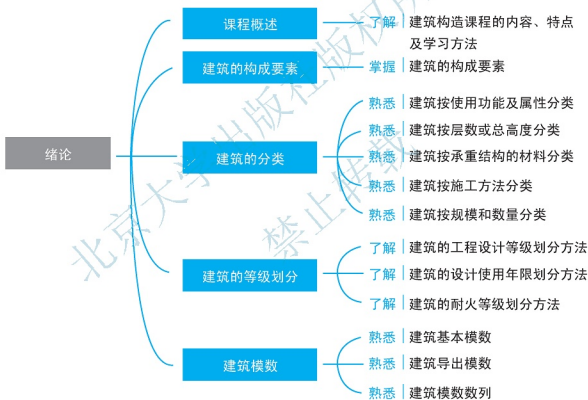 绪论
课程概述
了解 建筑构造课程的内容、特点
及学习方法
建筑的构成要素
掌握 建筑的构成要素
建筑的分类
熟悉 建筑按使用功能及属性分类
熟悉 建筑按层数或总高度分类
熟悉 建筑按承重结构的材料分类
熟悉 建筑按施工方法分类
熟悉 建筑按规模和数量分类
建筑的等级划分
了解 建筑的工程设计等级划分方法
了解 建筑的设计使用年限划分方法
了解 建筑的耐火等级划分方法
建筑模数
熟悉 建筑基本模数
熟悉 建筑导出模数
熟悉 建筑模数数列
北京大学出版社版权所
禁止转载